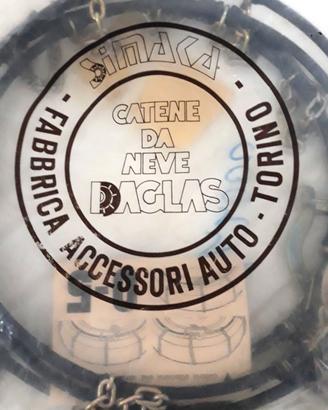 SIMACA
CATENE
DA
NEVE
DAGLAS
- FABBRICA ACCESSORI AUTO - TORINO -